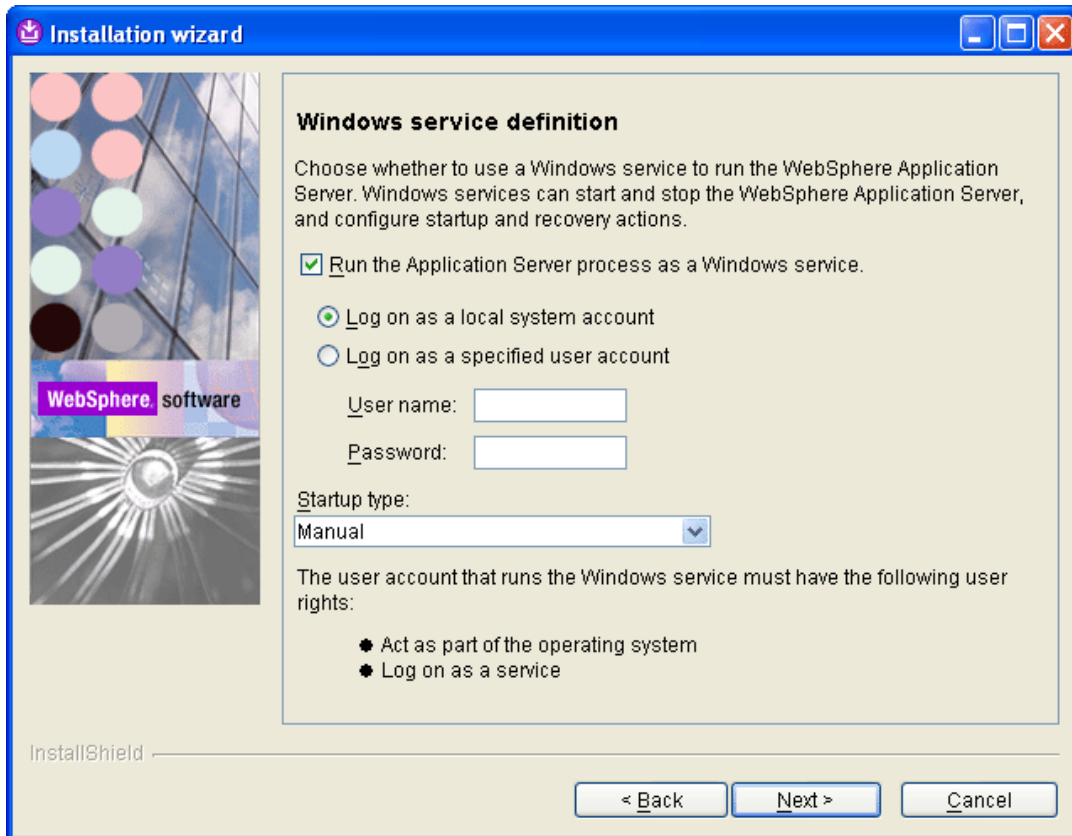 Installation wizard
Windows service definition
Choose whether to use a Windows service to run the WebSphere Application
Server. Windows services can start and stop the WebSphere Application Server,
and configure startup and recovery actions.
Run the Application Server process as a Windows service.
Log on as a local system account
Log on as a specified user account
WebSphere. software
User name:
Password:
Startup type:
Manual
The user account that runs the Windows service must have the following user
rights:
● Act as part of the operating system
● Log on as a service
InstallShield
< Back
Next >
Cancel